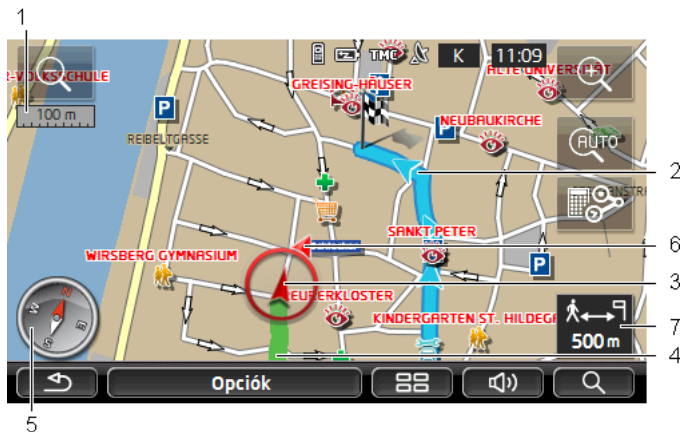 1
TMC
K
11:09
R-VOLKSSCHULE
ALTE UNIVERSITÄT
GREISING-HÄUSER
100 m
P
P
NEUBAUKIRCHE
REIBELTGASSE
AUTO
2
SANKT PETER
6
WIRSBERG GYMNASIUM
P
3
EUERERKLOSTER
KINDERGARTEN ST. HILDEG
7
N
E
S
W
500 m
4
Opciók
5